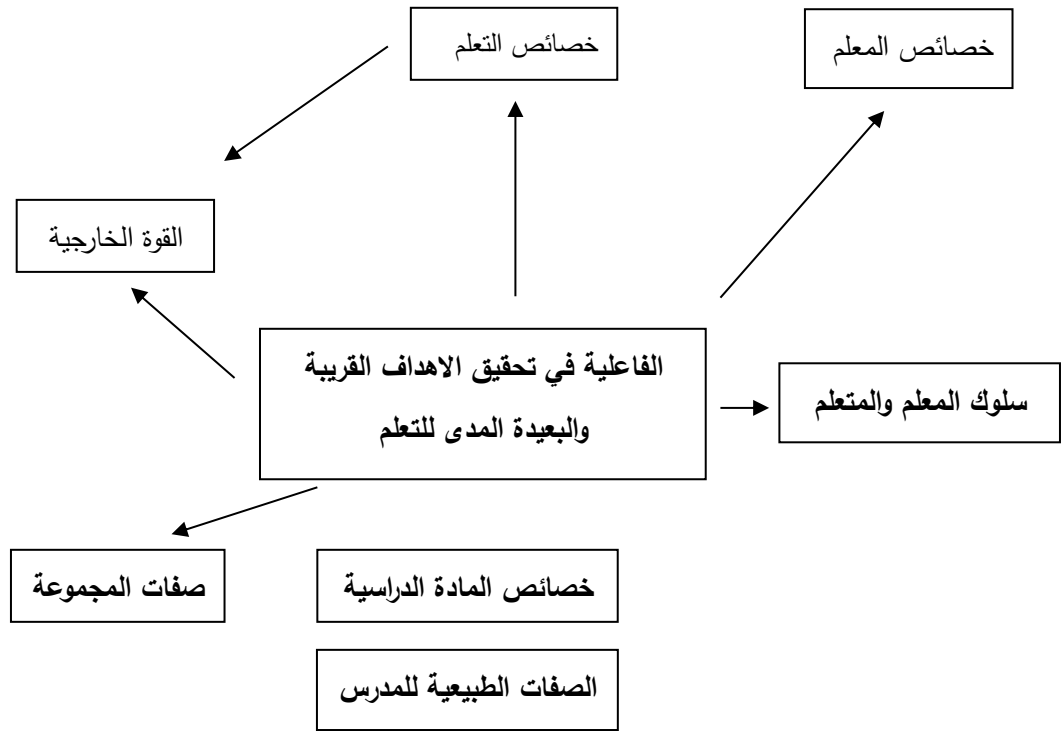 خصائص المعلم
خصائص التعلم
القوة الخارجية
الفاعلية في تحقيق الاهداف القريبة
والبعيدة المدى للتعلم
سلوك المعلم والمتعلم
خصائص المادة الدراسية
صفات المجموعة
الصفات الطبيعية للمدرس